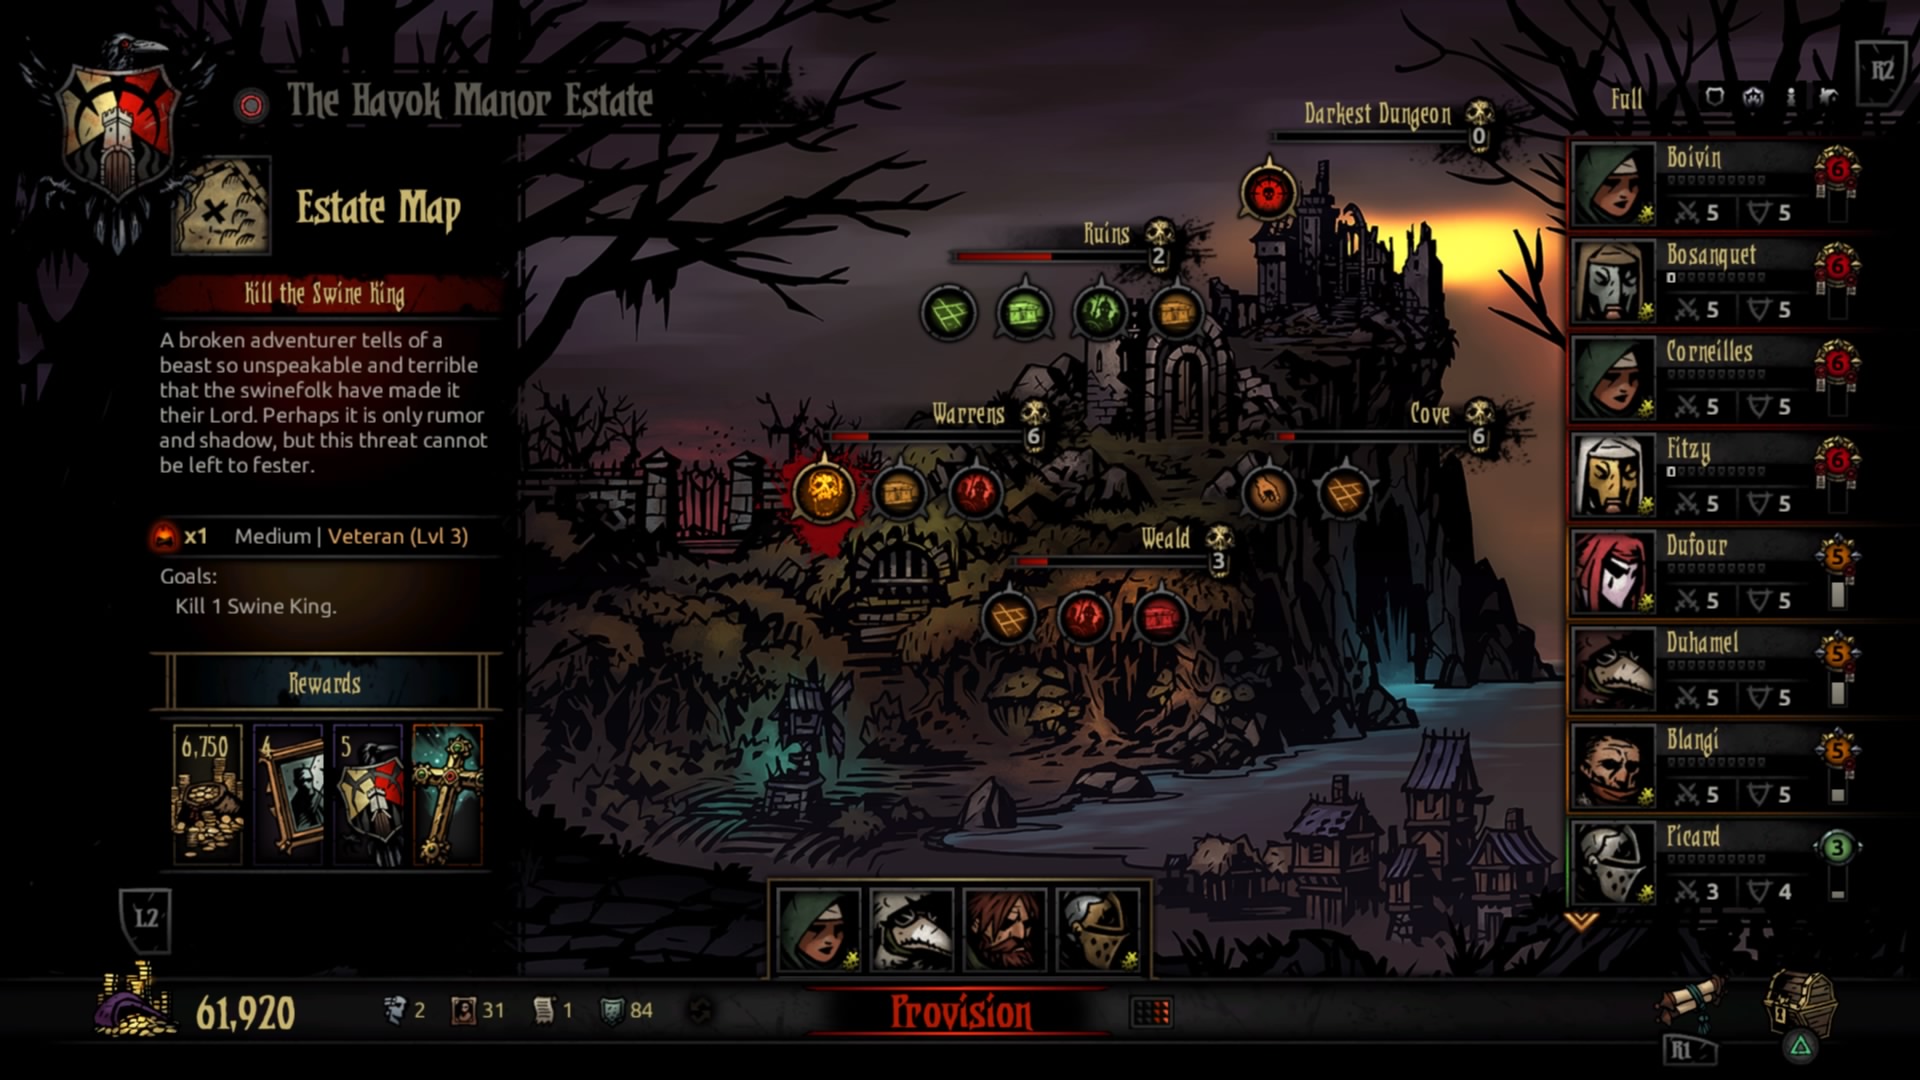 The Havok Manor Estate
Estate Map
Kill the Swine King
A broken adventurer tells of a
beast so unspeakable and terrible
that the swinefolk have made it
their Lord. Perhaps it is only rumor
and shadow, but this threat cannot
be left to fester.
x1 Medium | Veteran (Lvl 3)
Goals:
Kill 1 Swine King.
Rewards
6,750
4
5
L2
Darkest Dungeon
0
Ruins
2
Warrens
6
Cove
6
Weald
3
Full
R2
Boivin
6
5 5
Bosanquet
6
5 5
Corneilles
6
5 5
Fitzy
6
5 5
Dufour
5
5 5
Duhamel
5
5 5
Blangi
5
5 5
Picard
3
3 4
61,920
2
31
1
84
Provision
R1